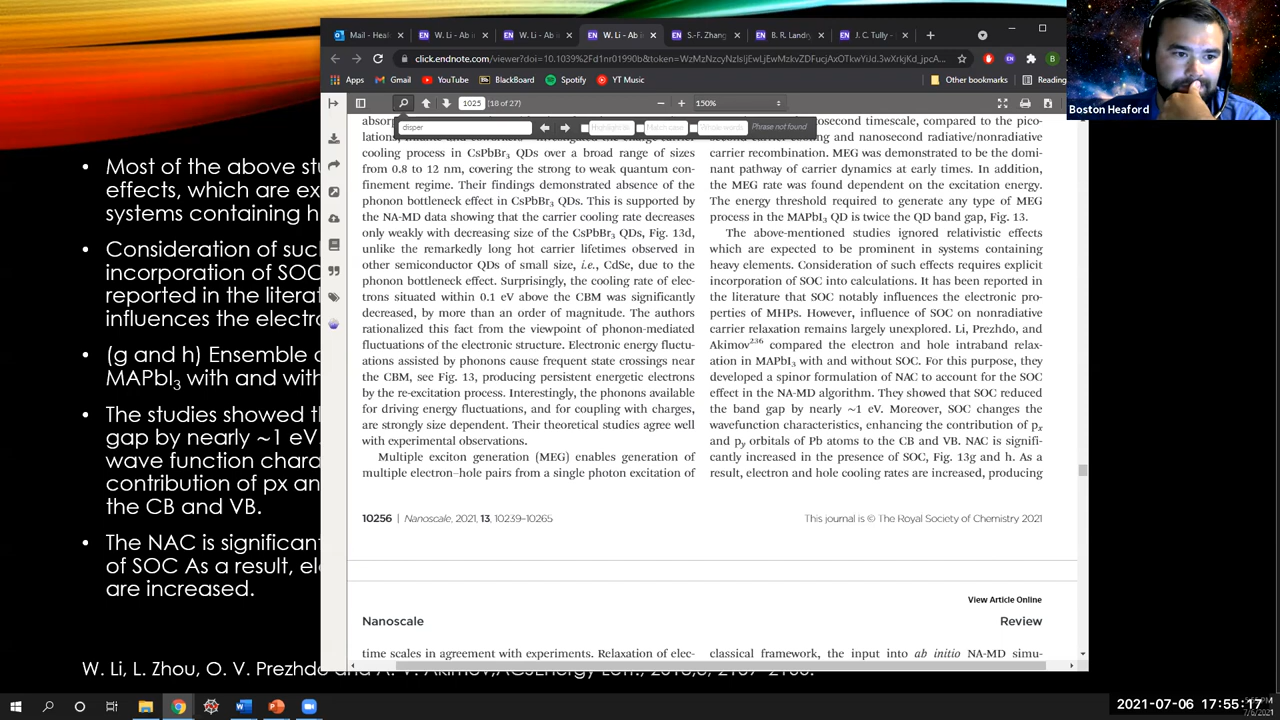 Mail - Heaf
W. Li - Ab i
W. Li - Ab i
W. Li - Ab i
S.-F. Zhang
B. R. Landry
J. C. Tully -
click.endnote.com/viewer?doi=10.1039%2Fd1nr01990b&token=
Apps
Gmail
YouTube
BlackBoard
Spotify
YT Music
Other bookmarks
Reading
1025 (18 of 27)
150%
disper
Phrase not found
Boston Heaford
• Most of the above stu
effects, which are ex
systems containing h
• Consideration of suc
incorporation of SOC
reported in the literat
influences the electro
• (g and h) Ensemble a
MAPbI3 with and with
• The studies showed th
gap by nearly ~1 eV.
wave function chara
contribution of px an
the CB and VB.
• The NAC is significant
of SOC As a result, ele
are increased.
W. Li, L. Zhou, O. V. Prezhdo and A. V. Akimov,ACSEnergy Lett., 2018,3, 2159-2166.
cooling process in CsPbBr3 QDs over a broad range of sizes
from 0.8 to 12 nm, covering the strong to weak quantum con-
finement regime. Their findings demonstrated absence of the
phonon bottleneck effect in CsPbBr3 QDs. This is supported by
the NA-MD data showing that the carrier cooling rate decreases
only weakly with decreasing size of the CsPbBr3 QDs, Fig. 13d,
unlike the remarkedly long hot carrier lifetimes observed in
other semiconductor QDs of small size, i.e., CdSe, due to the
phonon bottleneck effect. Surprisingly, the cooling rate of elec-
trons situated within 0.1 eV above the CBM was significantly
decreased, by more than an order of magnitude. The authors
rationalized this fact from the viewpoint of phonon-mediated
fluctuations of the electronic structure. Electronic energy fluctu-
ations assisted by phonons cause frequent state crossings near
the CBM, see Fig. 13, producing persistent energetic electrons
by the re-excitation process. Interestingly, the phonons available
for driving energy fluctuations, and for coupling with charges,
are strongly size dependent. Their theoretical studies agree well
with experimental observations.
Multiple exciton generation (MEG) enables generation of
multiple electron–hole pairs from a single photon excitation of
osecond timescale, compared to the pico-
and nanosecond radiative/nonradiative
carrier recombination. MEG was demonstrated to be the domi-
nant pathway of carrier dynamics at early times. In addition,
the MEG rate was found dependent on the excitation energy.
The energy threshold required to generate any type of MEG
process in the MAPbI3 QD is twice the QD band gap, Fig. 13.
The above-mentioned studies ignored relativistic effects
which are expected to be prominent in systems containing
heavy elements. Consideration of such effects requires explicit
incorporation of SOC into calculations. It has been reported in
the literature that SOC notably influences the electronic pro-
perties of MHPs. However, influence of SOC on nonradiative
carrier relaxation remains largely unexplored. Li, Prezhdo, and
Akimov236 compared the electron and hole intraband relax-
ation in MAPbI3 with and without SOC. For this purpose, they
developed a spinor formulation of NAC to account for the SOC
effect in the NA-MD algorithm. They showed that SOC reduced
the band gap by nearly ~1 eV. Moreover, SOC changes the
wavefunction characteristics, enhancing the contribution of px
and py orbitals of Pb atoms to the CB and VB. NAC is signifi-
cantly increased in the presence of SOC, Fig. 13g and h. As a
result, electron and hole cooling rates are increased, producing
10256 | Nanoscale, 2021, 13, 10239–10265
This journal is © The Royal Society of Chemistry 2021
View Article Online
Nanoscale
Review
time scales in agreement with experiments. Relaxation of elec-
classical framework, the input into ab initio NA-MD simu-
2021-07-06 17:55:17